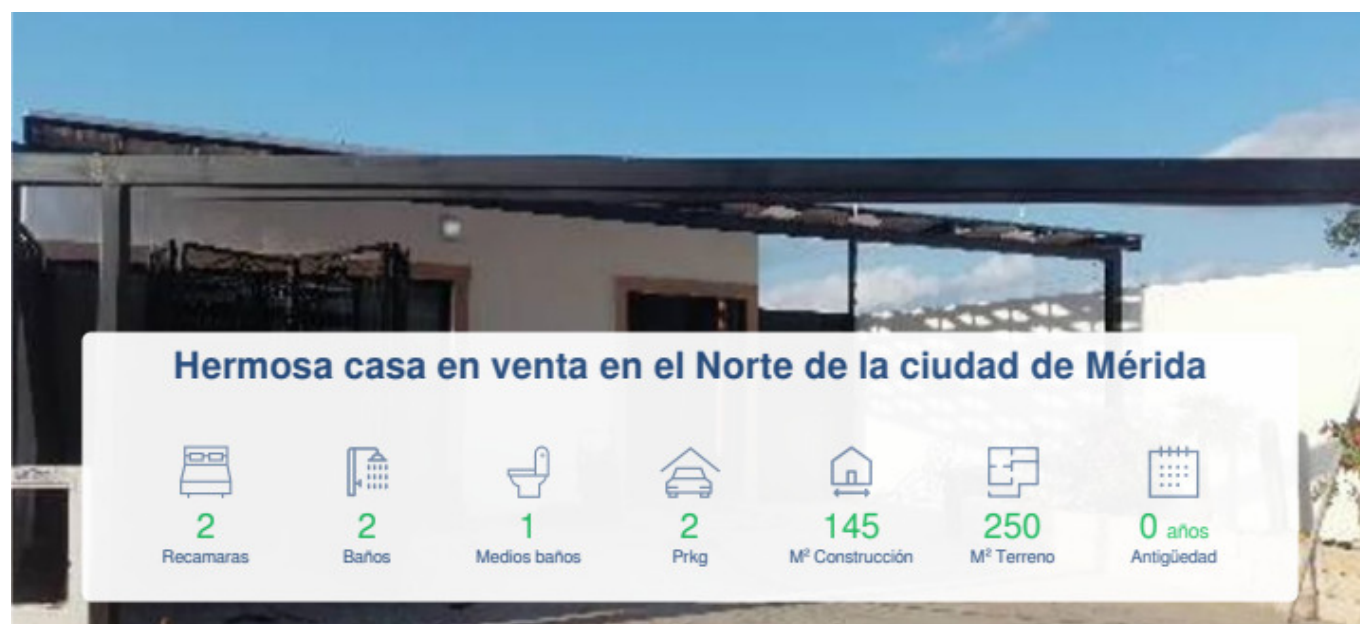 Hermosa casa en venta en el Norte de la ciudad de Mérida
2 2 1 2 145 250 0 años
Recamaras Baños Medios baños Prkg M² Construcción M² Terreno Antigüedad